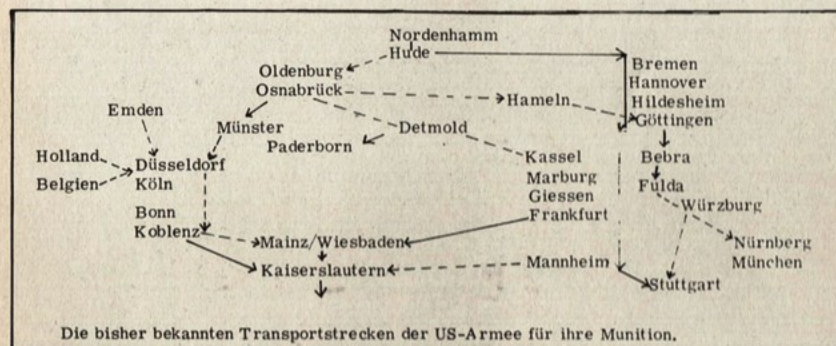 Nordenhamm
Hude
Oldenburg
Osnabrück
Bremen
Hannover
Hildesheim
Göttingen
Hameln
Emden
Münster
Detmold
Paderborn
Holland
Belgien
Düsseldorf
Köln
Kassel
Marburg
Giessen
Frankfurt
Bebra
Fulda
Würzburg
Bonn
Koblenz
Mainz/Wiesbaden
Nürnberg
München
Kaiserslautern
Mannheim
Stuttgart
Die bisher bekannten Transportstrecken der US-Armee für ihre Munition.